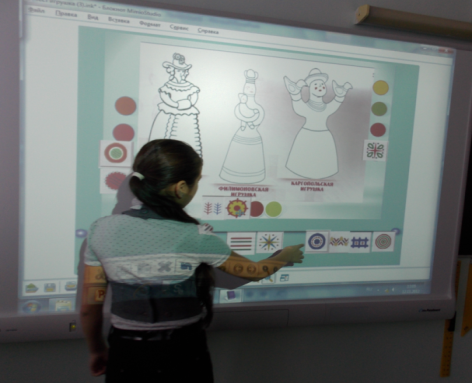 Файл Правка Вид Вставка Формат Сервис Справка
ФИЛИМОНОВСКАЯ
ИГРУШКА
КАРГОПОЛЬСКАЯ
ИГРУШКА